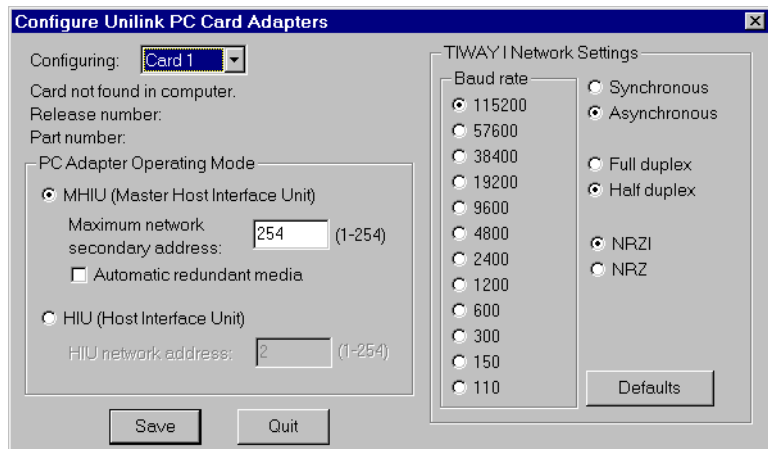 Configure Unilink PC Card Adapters
Configuring: Card 1
Card not found in computer.
Release number:
Part number:
PC Adapter Operating Mode
MHIU (Master Host Interface Unit)
Maximum network
secondary address: 254 (1-254)
Automatic redundant media
HIU (Host Interface Unit)
HIU network address: 2 (1-254)
Save Quit
TIWAY I Network Settings
Baud rate
115200
57600
38400
19200
9600
4800
2400
1200
600
300
150
110
Synchronous
Asynchronous
Full duplex
Half duplex
NRZI
NRZ
Defaults